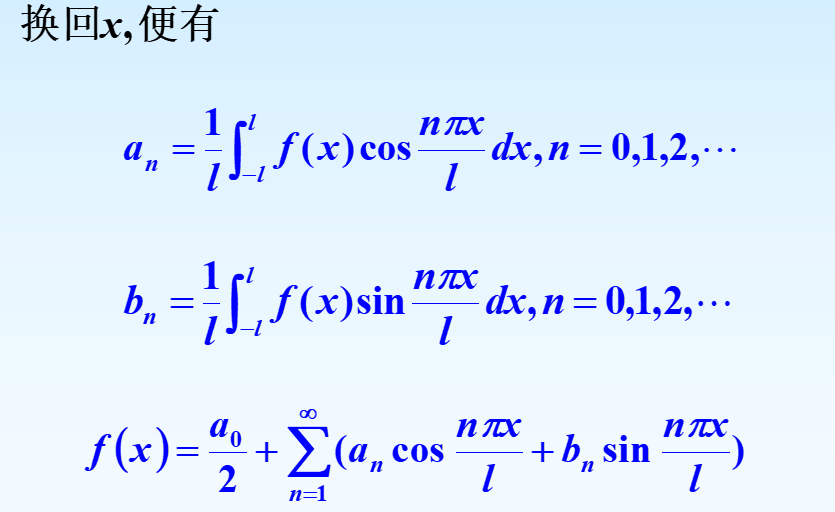 换回x,便有
a_n = \frac{1}{l}\int_{-l}^{l} f(x)\cos\frac{n\pi x}{l}dx, n = 0,1,2,\cdots
b_n = \frac{1}{l}\int_{-l}^{l} f(x)\sin\frac{n\pi x}{l}dx, n = 0,1,2,\cdots
f(x) = \frac{a_0}{2} + \sum_{n=1}^{\infty}(a_n\cos\frac{n\pi x}{l} + b_n\sin\frac{n\pi x}{l})